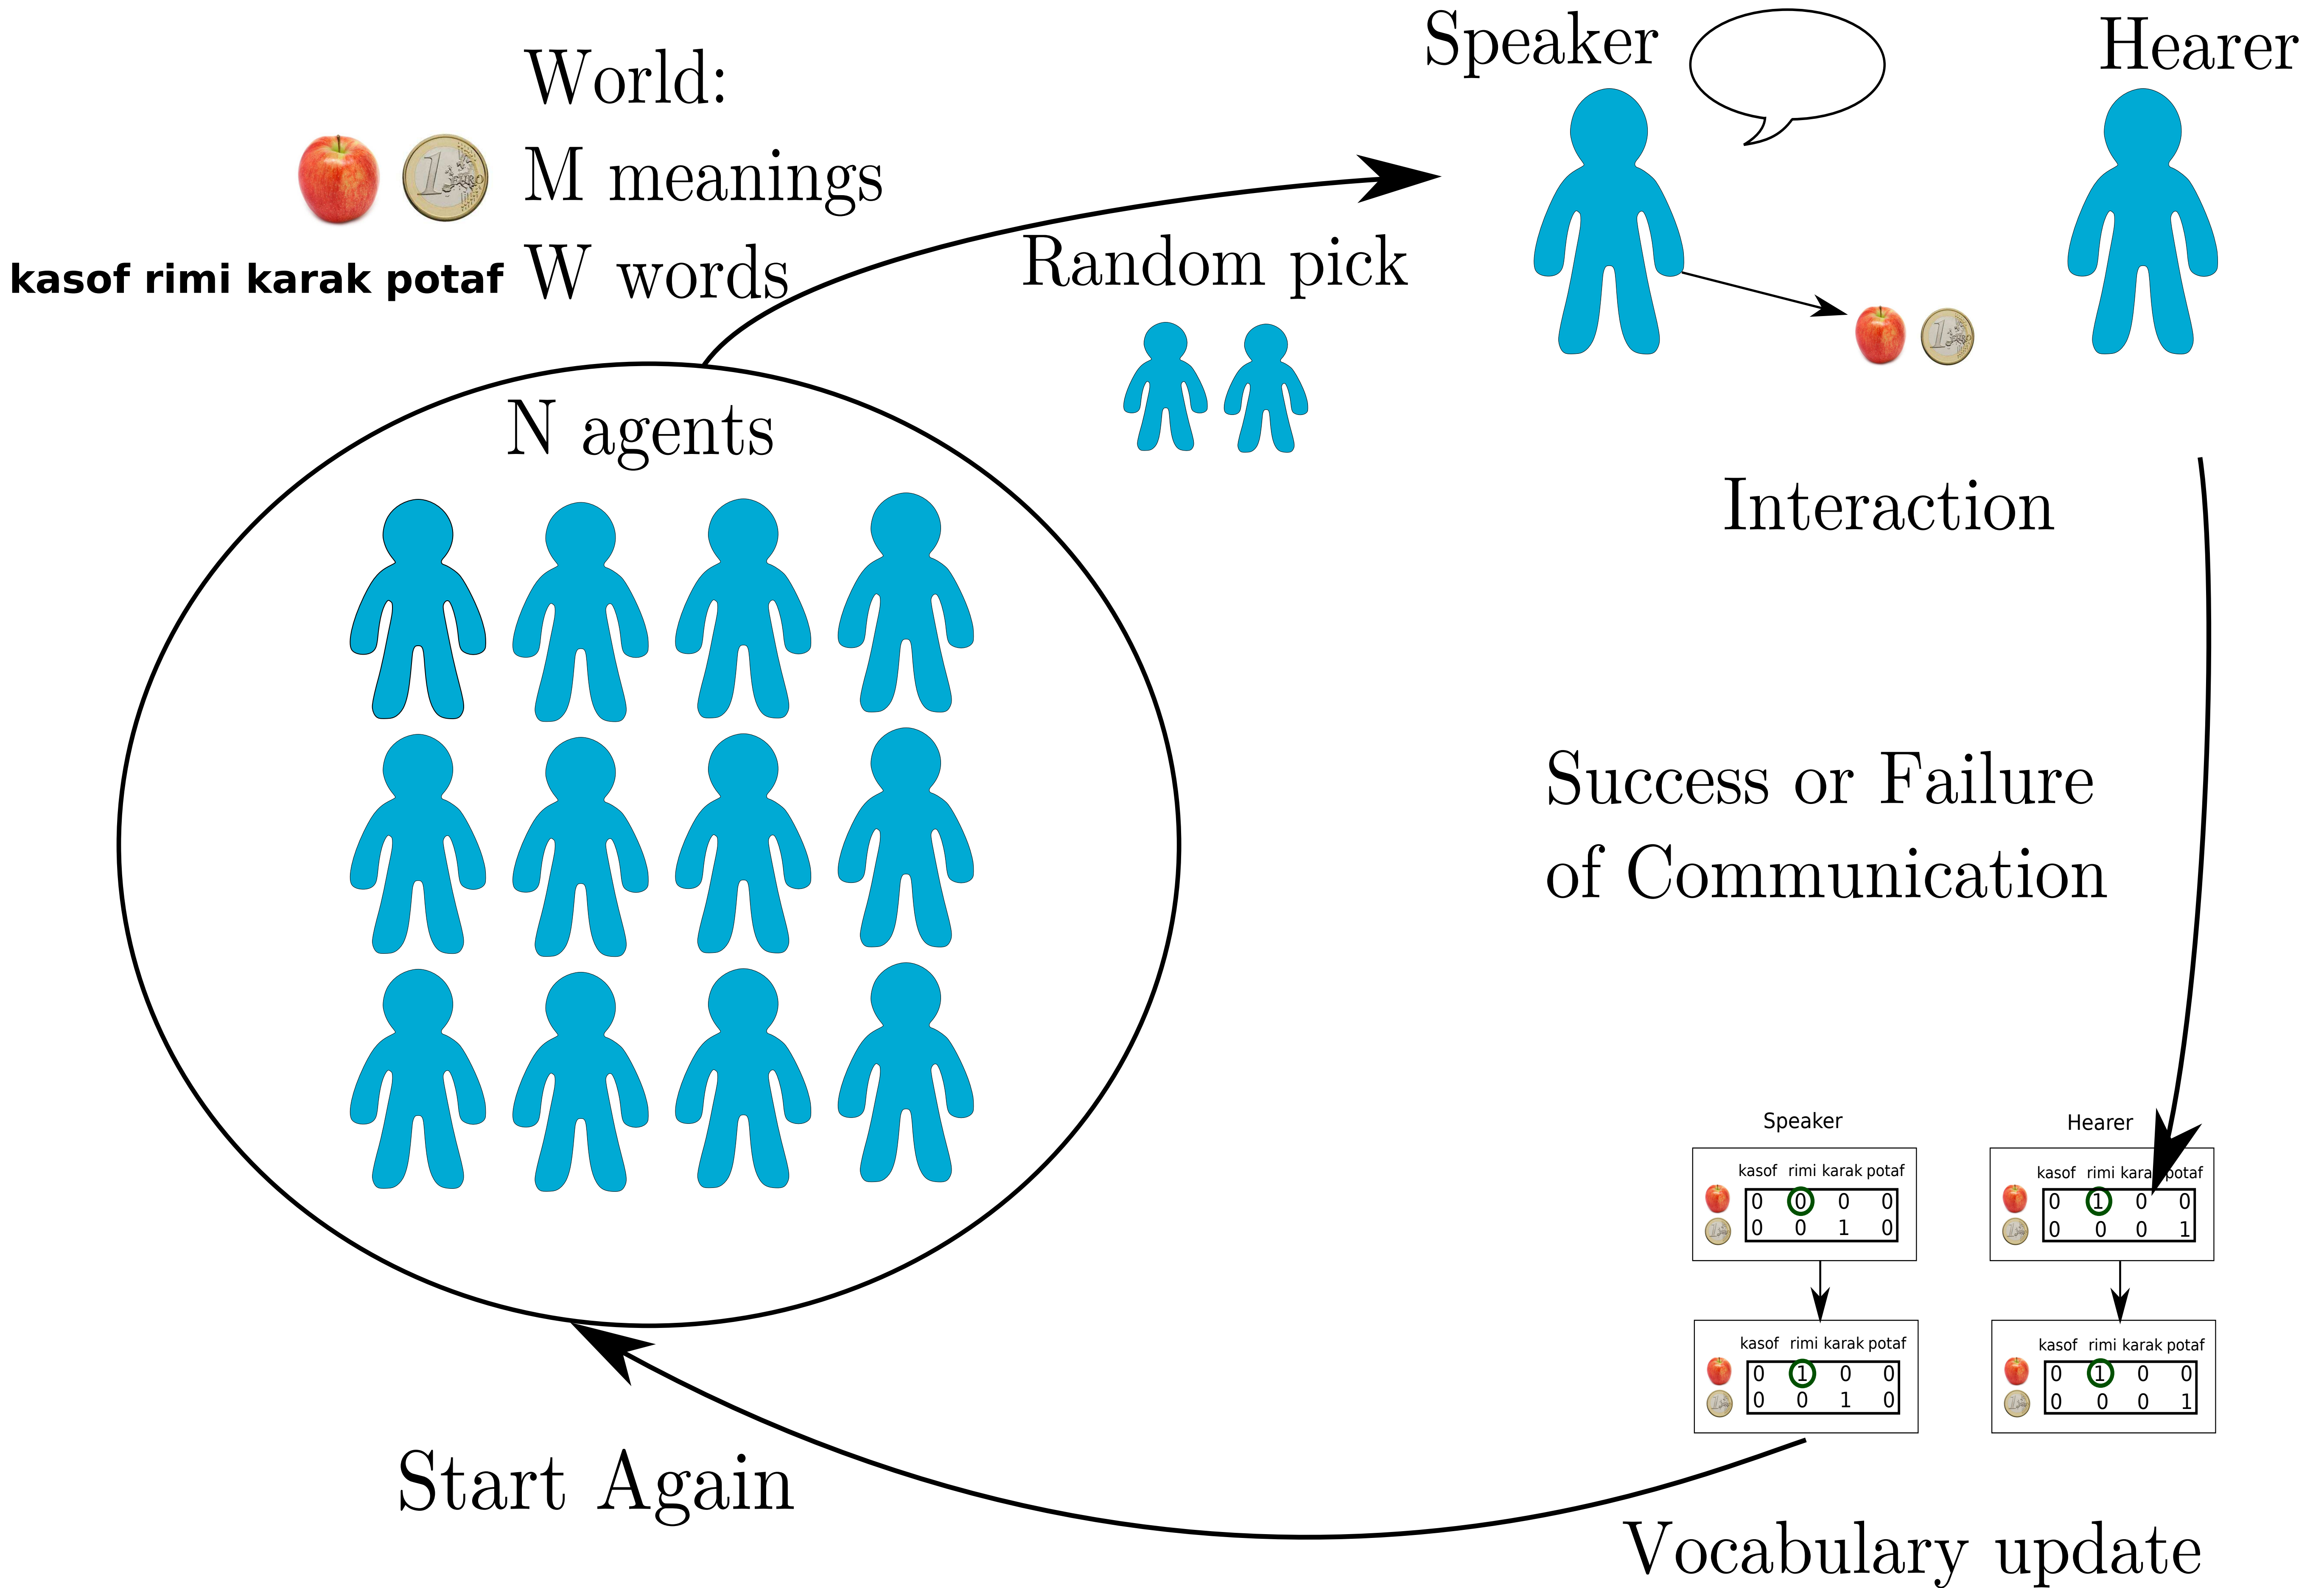 World:
M meanings
kasof rimi karak potaf W words
Random pick
Speaker
Hearer
N agents
Interaction
Success or Failure
of Communication
Speaker
kasof rimi karak potaf
0 0 0 0
0 0 1 0
kasof rimi karak potaf
0 1 0 0
0 0 1 0
Hearer
kasof rimi karak potaf
0 1 0 0
0 0 0 1
kasof rimi karak potaf
0 1 0 0
0 0 0 1
Vocabulary update
Start Again